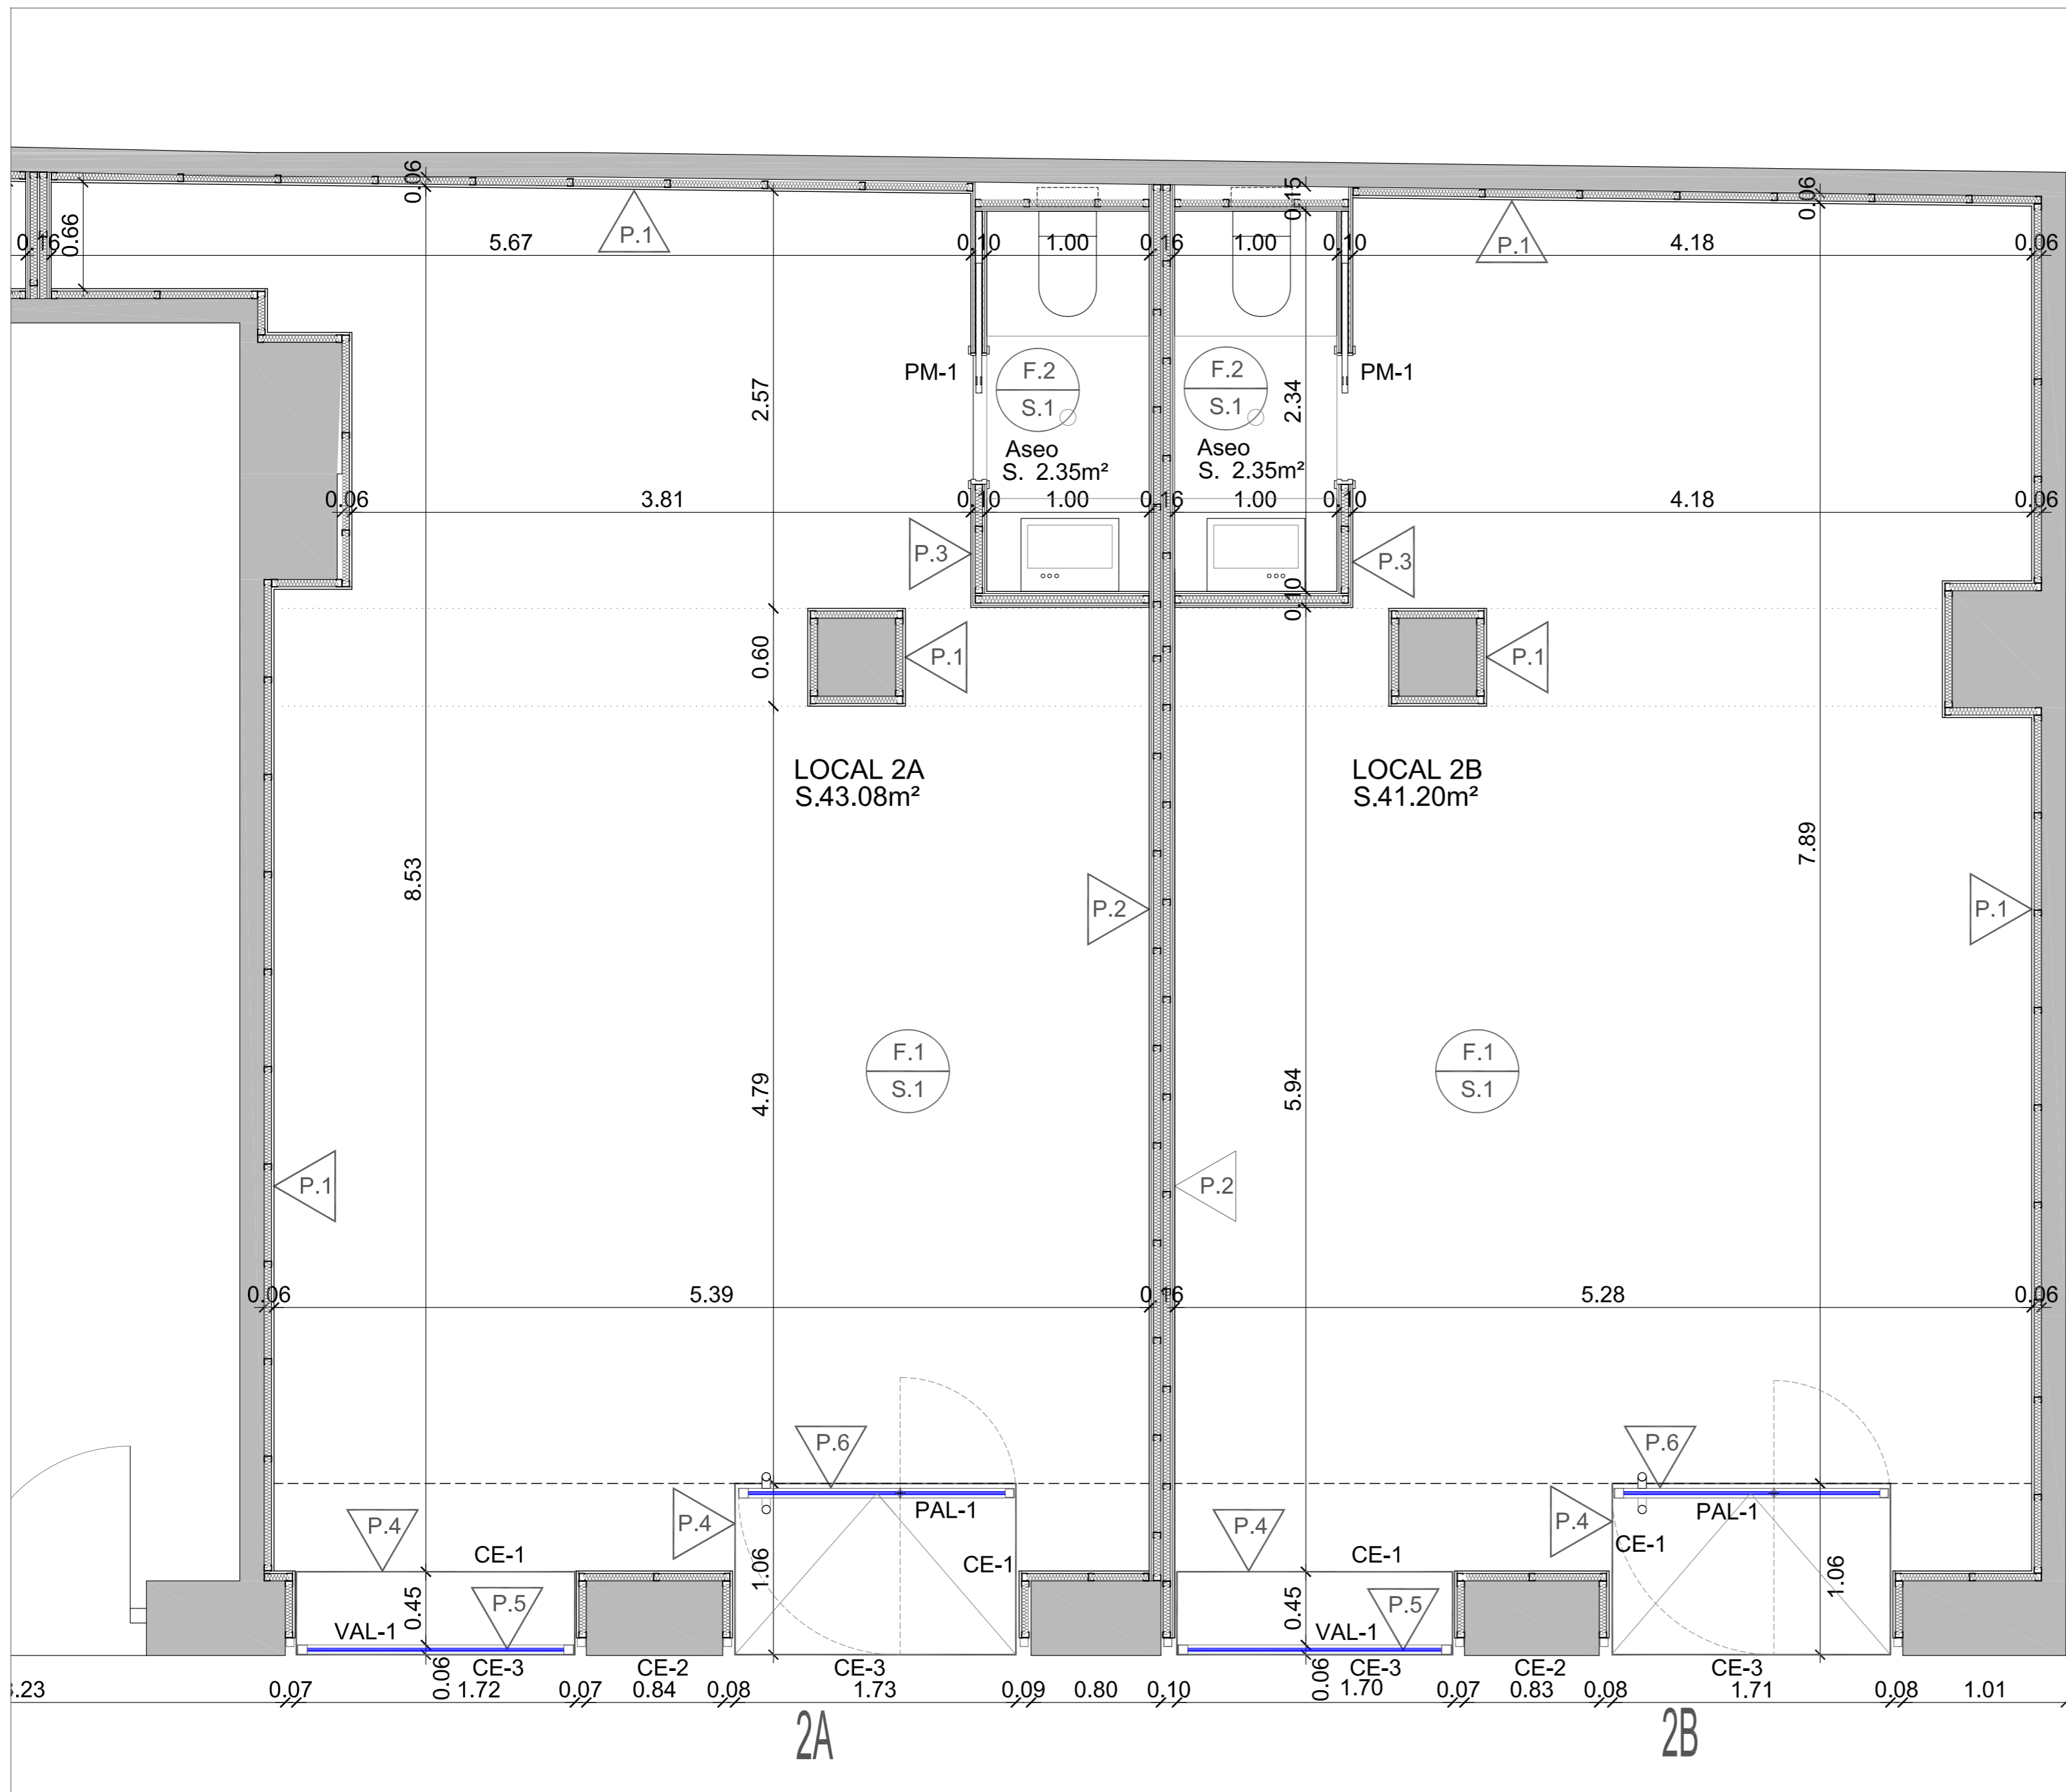 0.06
0.15
0.06
0.16
0.66
5.67
P.1
0.10
1.00
0.16
1.00
0.10
P.1
4.18
0.06
PM-1
F.2
S.1
F.2
S.1
PM-1
2.57
2.34
Aseo
S. 2.35m²
Aseo
S. 2.35m²
0.06
3.81
0.10
1.00
0.16
1.00
0.10
4.18
0.06
P.3
P.3
0.10
0.60
P.1
P.1
LOCAL 2A
S.43.08m²
LOCAL 2B
S.41.20m²
8.53
7.89
P.2
P.1
F.1
S.1
F.1
S.1
4.79
5.94
P.1
P.2
0.06
5.39
0.16
5.28
0.06
P.6
P.6
PAL-1
PAL-1
P.4
P.4
P.4
P.4
CE-1
CE-1
CE-1
CE-1
1.06
1.06
0.45
P.5
0.45
P.5
VAL-1
VAL-1
0.06
CE-3
CE-2
CE-3
0.06
CE-3
CE-2
CE-3
.23
0.07
1.72
0.07
0.84
0.08
1.73
0.09
0.80
0.10
1.70
0.07
0.83
0.08
1.71
0.08
1.01
2A
2B